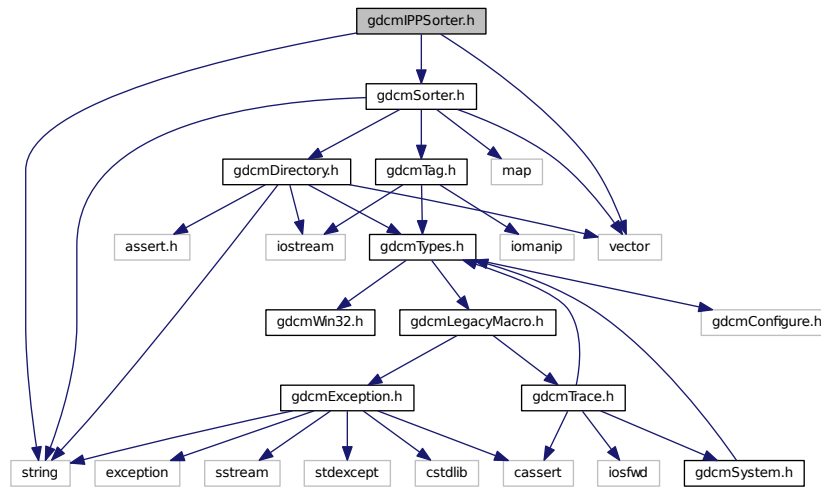 gdcmIPPSorter.h
gdcmSorter.h
gdcmDirectory.h
gdcmTag.h
map
assert.h
iostream
gdcmTypes.h
iomanip
vector
gdcmWin32.h
gdcmLegacyMacro.h
gdcmConfigure.h
gdcmException.h
gdcmTrace.h
string
exception
sstream
stdexcept
cstdlib
cassert
iosfwd
gdcmSystem.h